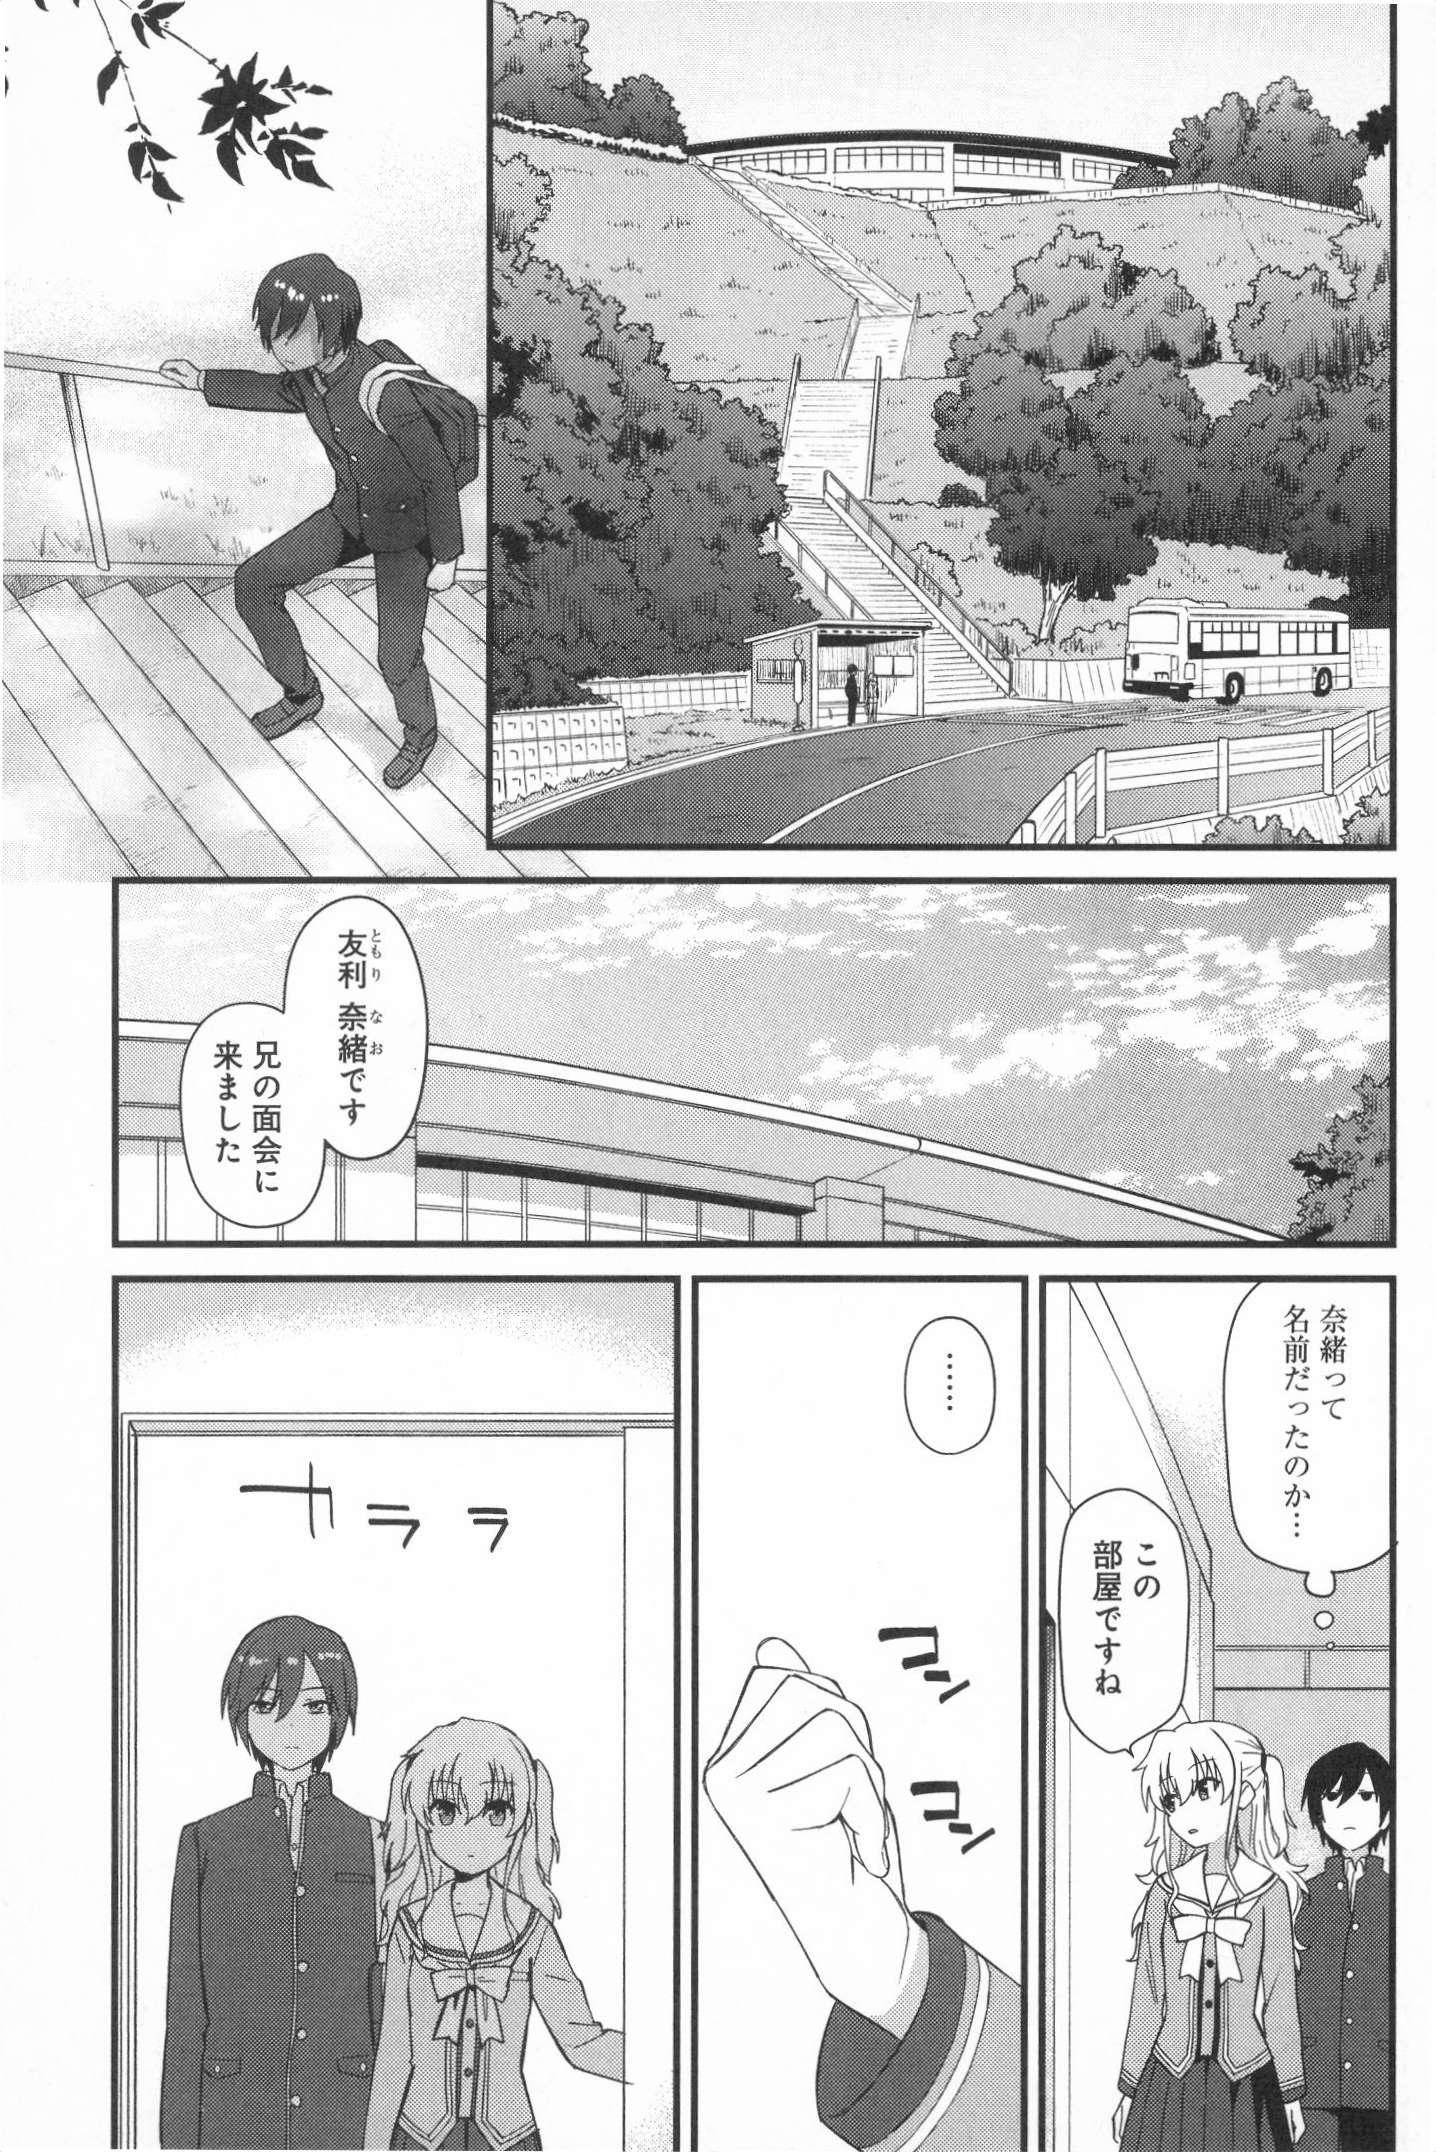 友利 奈緒です
ともり なお
兄の面会に
来ました
奈緒って
名前だったのか…
この
部屋ですね
……
コンコン
ガララ